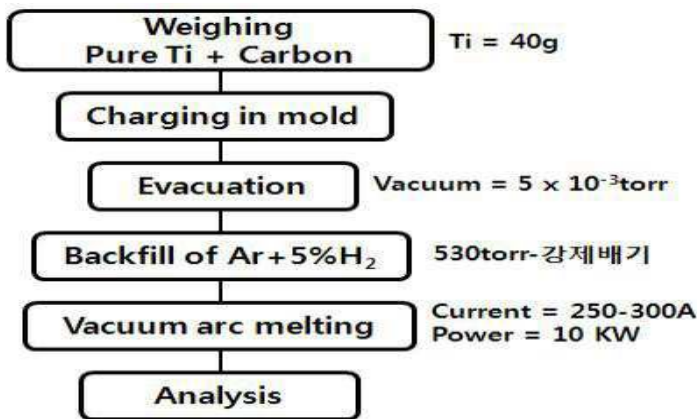 Weighing
Pure Ti + Carbon
Ti = 40g
Charging in mold
Evacuation
Vacuum = 5 x 10⁻³torr
Backfill of Ar+5%H₂
530torr-강제배기
Vacuum arc melting
Current = 250-300A
Power = 10 KW
Analysis